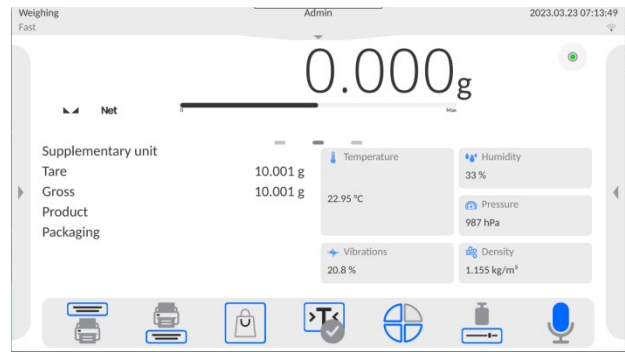 Weighing Admin 2023.03.23 07:13:49
Fast
0.000g
Net
0 Max
Supplementary unit
Tare 10.001 g
Gross 10.001 g
Product
Packaging
Temperature
22.95 °C
Humidity
33 %
Pressure
987 hPa
Vibrations
20.8 %
Density
1.155 kg/m³
>T<